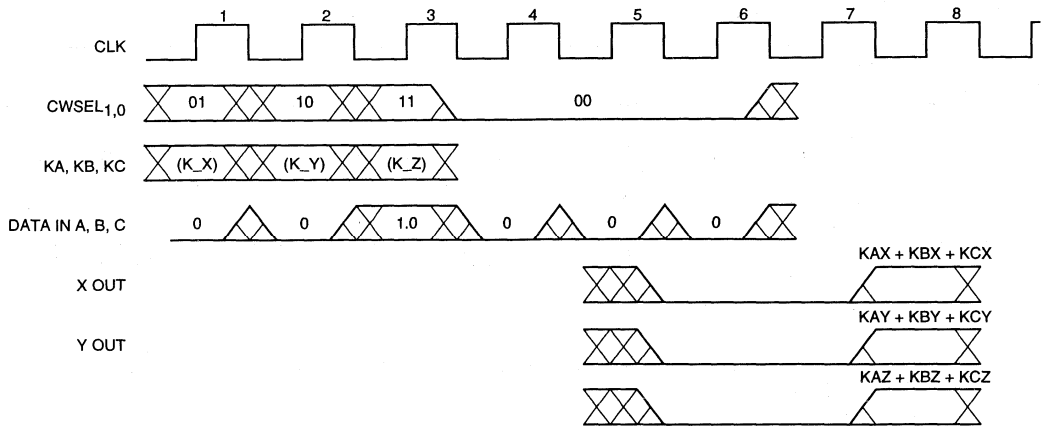 1 2 3 4 5 6 7 8
CLK
CWSEL1,0 01 10 11 00
KA, KB, KC (K_X) (K_Y) (K_Z)
DATA IN A, B, C 0 0 1.0 0 0 0
KAX + KBX + KCX
X OUT
KAY + KBY + KCY
Y OUT
KAZ + KBZ + KCZ